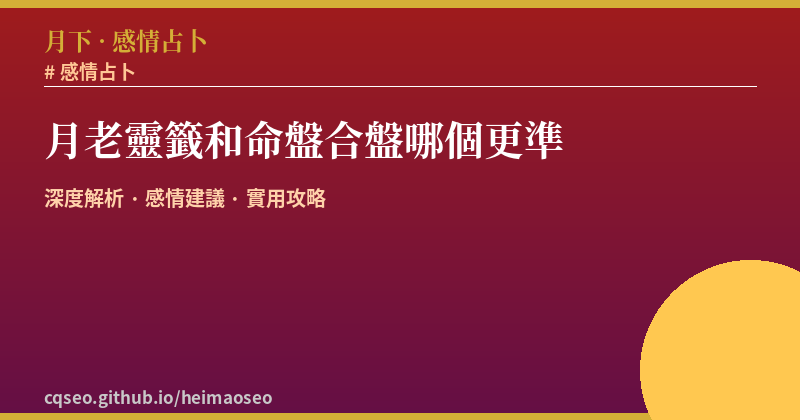 月下 · 感情占卜
# 感情占卜
月老靈籤和命盤合盤哪個更準
深度解析 · 感情建議 · 實用攻略
cqseo.github.io/heimaoseo